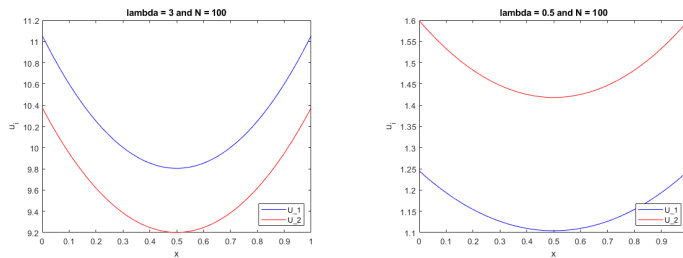 lambda = 3 and N = 100
11.2
11
10.8
10.6
10.4
10.2
10
9.8
9.6
9.4
9.2
u_i
0 0.1 0.2 0.3 0.4 0.5 0.6 0.7 0.8 0.9 1
x
U_1
U_2
lambda = 0.5 and N = 100
1.6
1.55
1.5
1.45
1.4
1.35
1.3
1.25
1.2
1.15
1.1
u_i
0 0.1 0.2 0.3 0.4 0.5 0.6 0.7 0.8 0.9
x
U_1
U_2